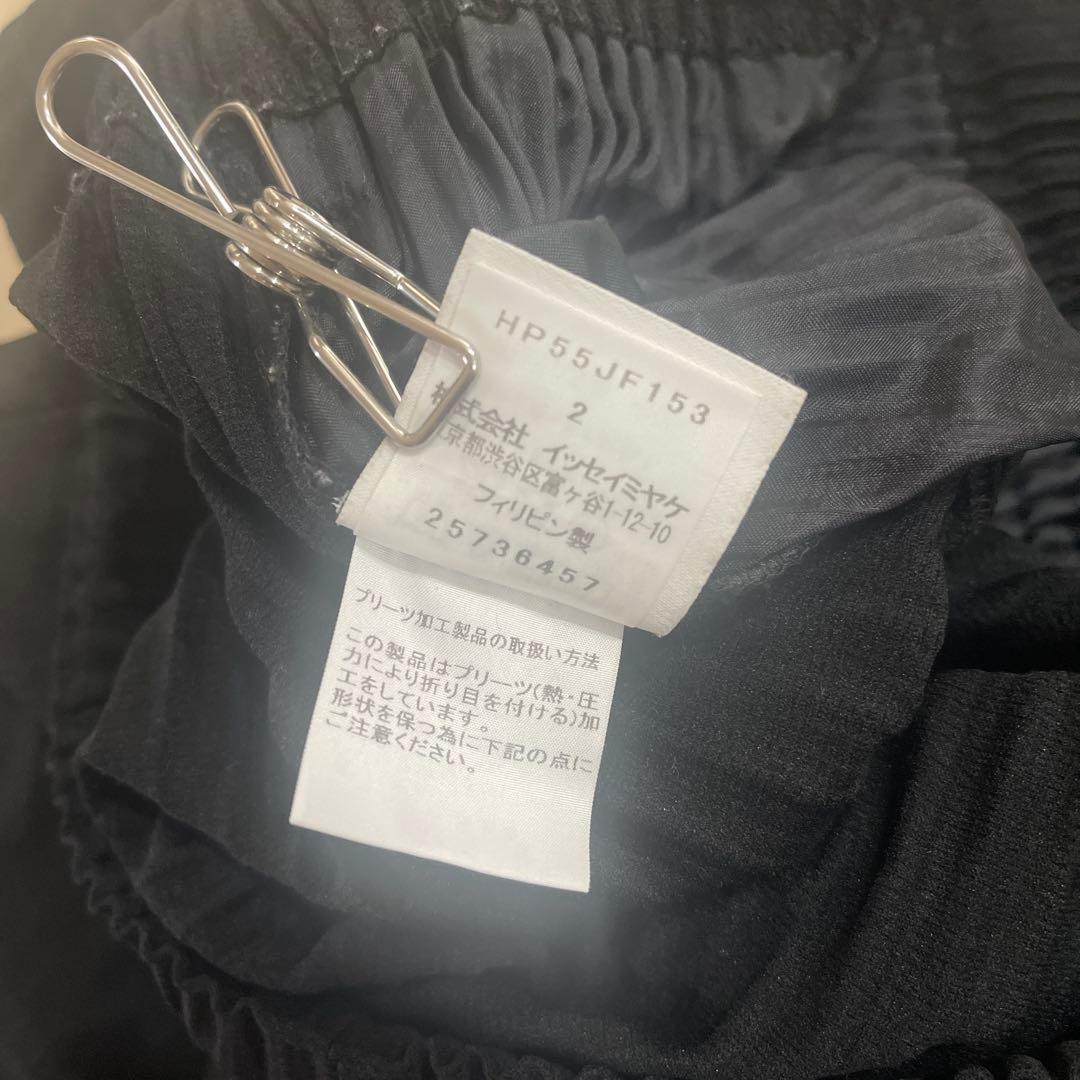 HP55JF153
2
株式会社 イッセイミヤケ
東京都渋谷区富ヶ谷1-12-10
フィリピン製
25736457
プリーツ加工製品の取扱い方法
この製品はプリーツ(熱・圧
力により折り目を付ける)加
工をしています。
形状を保つ為に下記の点に
ご注意ください。